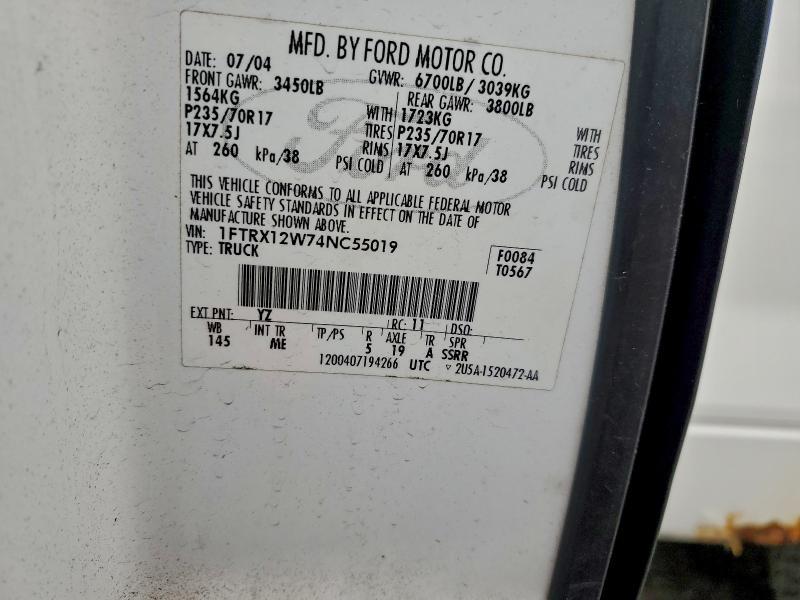 MFD. BY FORD MOTOR CO.
DATE: 07/04 GVWR: 6700LB / 3039KG
FRONT GAWR: 3450LB REAR GAWR: 3800LB
1564KG WITH 1723KG WITH
P235/70R17 TIRES P235/70R17 TIRES
17X7.5J RIMS 17X7.5J RIMS
AT 260 kPa/38 PSI COLD AT 260 kPa/38 PSI COLD
THIS VEHICLE CONFORMS TO ALL APPLICABLE FEDERAL MOTOR
VEHICLE SAFETY STANDARDS IN EFFECT ON THE DATE OF
MANUFACTURE SHOWN ABOVE.
VIN: 1FTRX12W74NC55019
TYPE: TRUCK
F0084
T0567
EXT PNT: YZ RC: 11 DSO:
WB INT TR TP/PS R AXLE TR SPR
145 ME 5 19 A SSRR
1200407194266 UTC ▽ 2U5A-1520472-AA
Ford